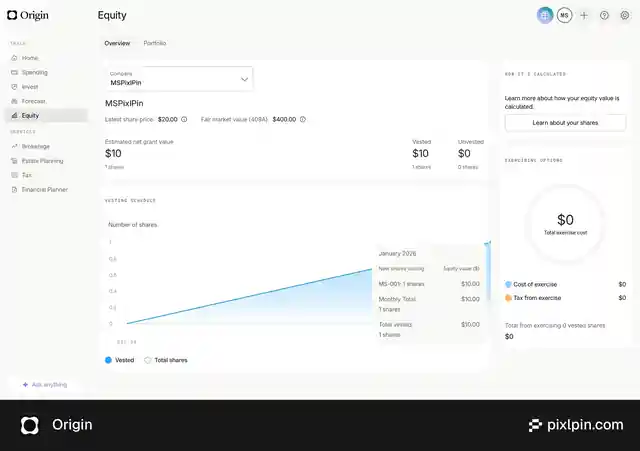 Origin
Equity
MS
TOOLS
Home
Spending
Invest
Forecast
Equity
SERVICES
Brokerage
Estate Planning
Tax
Financial Planner
Ask anything
Overview
Portfolio
Company
MSPixlPin
MSPixlPin
Latest share price: $20.00
Fair market value (409A) $400.00
Estimated net grant value
$10
1 shares
Vested
$10
1 shares
Unvested
$0
0 shares
VESTING SCHEDULE
Number of shares
1
0.8
0.6
0.4
0.2
0
January 2026
New shares vesting Equity value ($)
MS-001: 1 shares $10.00
Monthly Total $10.00
1 shares
Total vesting $10.00
1 shares
Vested
Total shares
HOW IT'S CALCULATED
Learn more about how your equity value is
calculated.
Learn about your shares
EXERCISING OPTIONS
$0
Total exercise cost
Cost of exercise $0
Tax from exercise $0
Total from exercising 0 vested shares
$0
Origin
pixlpin.com